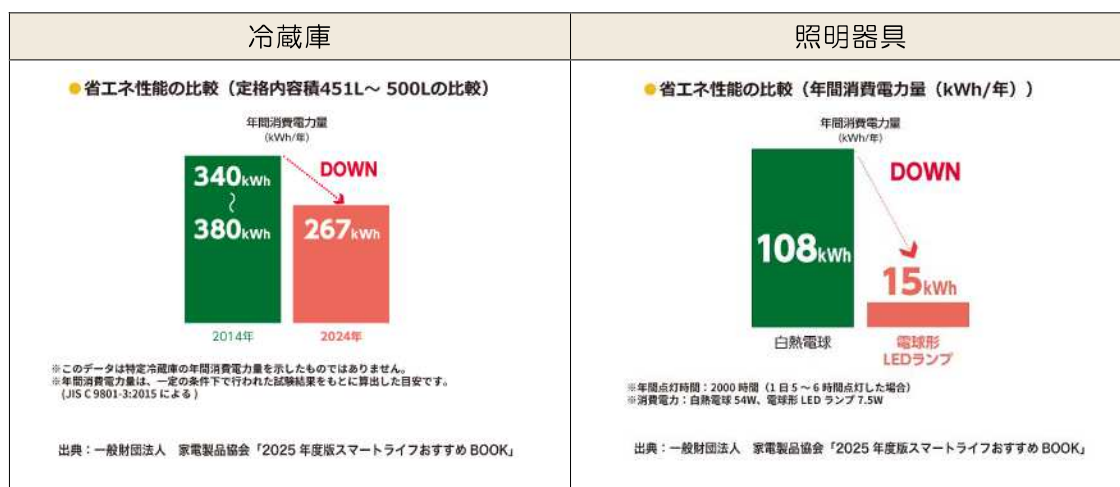 冷蔵庫
●省エネ性能の比較（定格内容積451L～ 500Lの比較）
年間消費電力量
（kWh/年）
340kWh
～
380kWh
DOWN
267kWh
2014年
2024年
※このデータは特定冷蔵庫の年間消費電力量を示したものではありません。
※年間消費電力量は、一定の条件下で行われた試験結果をもとに算出した目安です。
(JIS C 9801-3:2015 による )
出典：一般財団法人　家電製品協会「2025 年度版スマートライフおすすめ BOOK」
照明器具
●省エネ性能の比較（年間消費電力量（kWh/年））
年間消費電力量
（kWh/年）
DOWN
108kWh
15kWh
白熱電球
電球形
LEDランプ
※年間点灯時間：2000 時間（1 日 5 ～ 6 時間点灯した場合）
※消費電力：白熱電球 54W、電球形 LED ランプ 7.5W
出典：一般財団法人　家電製品協会「2025 年度版スマートライフおすすめ BOOK」